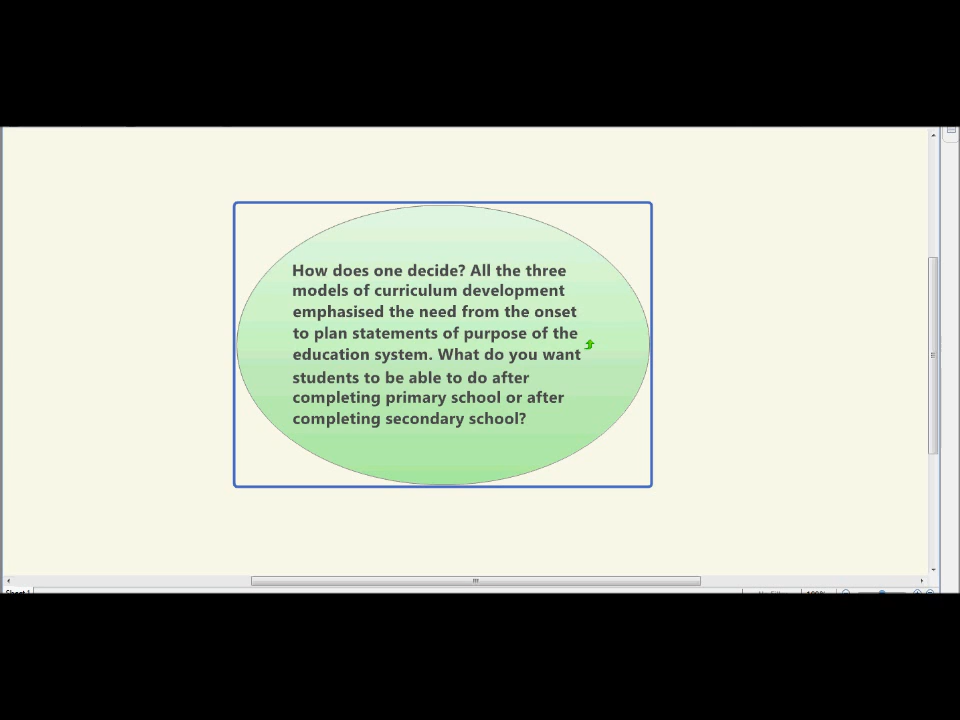 How does one decide? All the three
models of curriculum development
emphasised the need from the onset
to plan statements of purpose of the
education system. What do you want
students to be able to do after
completing primary school or after
completing secondary school?